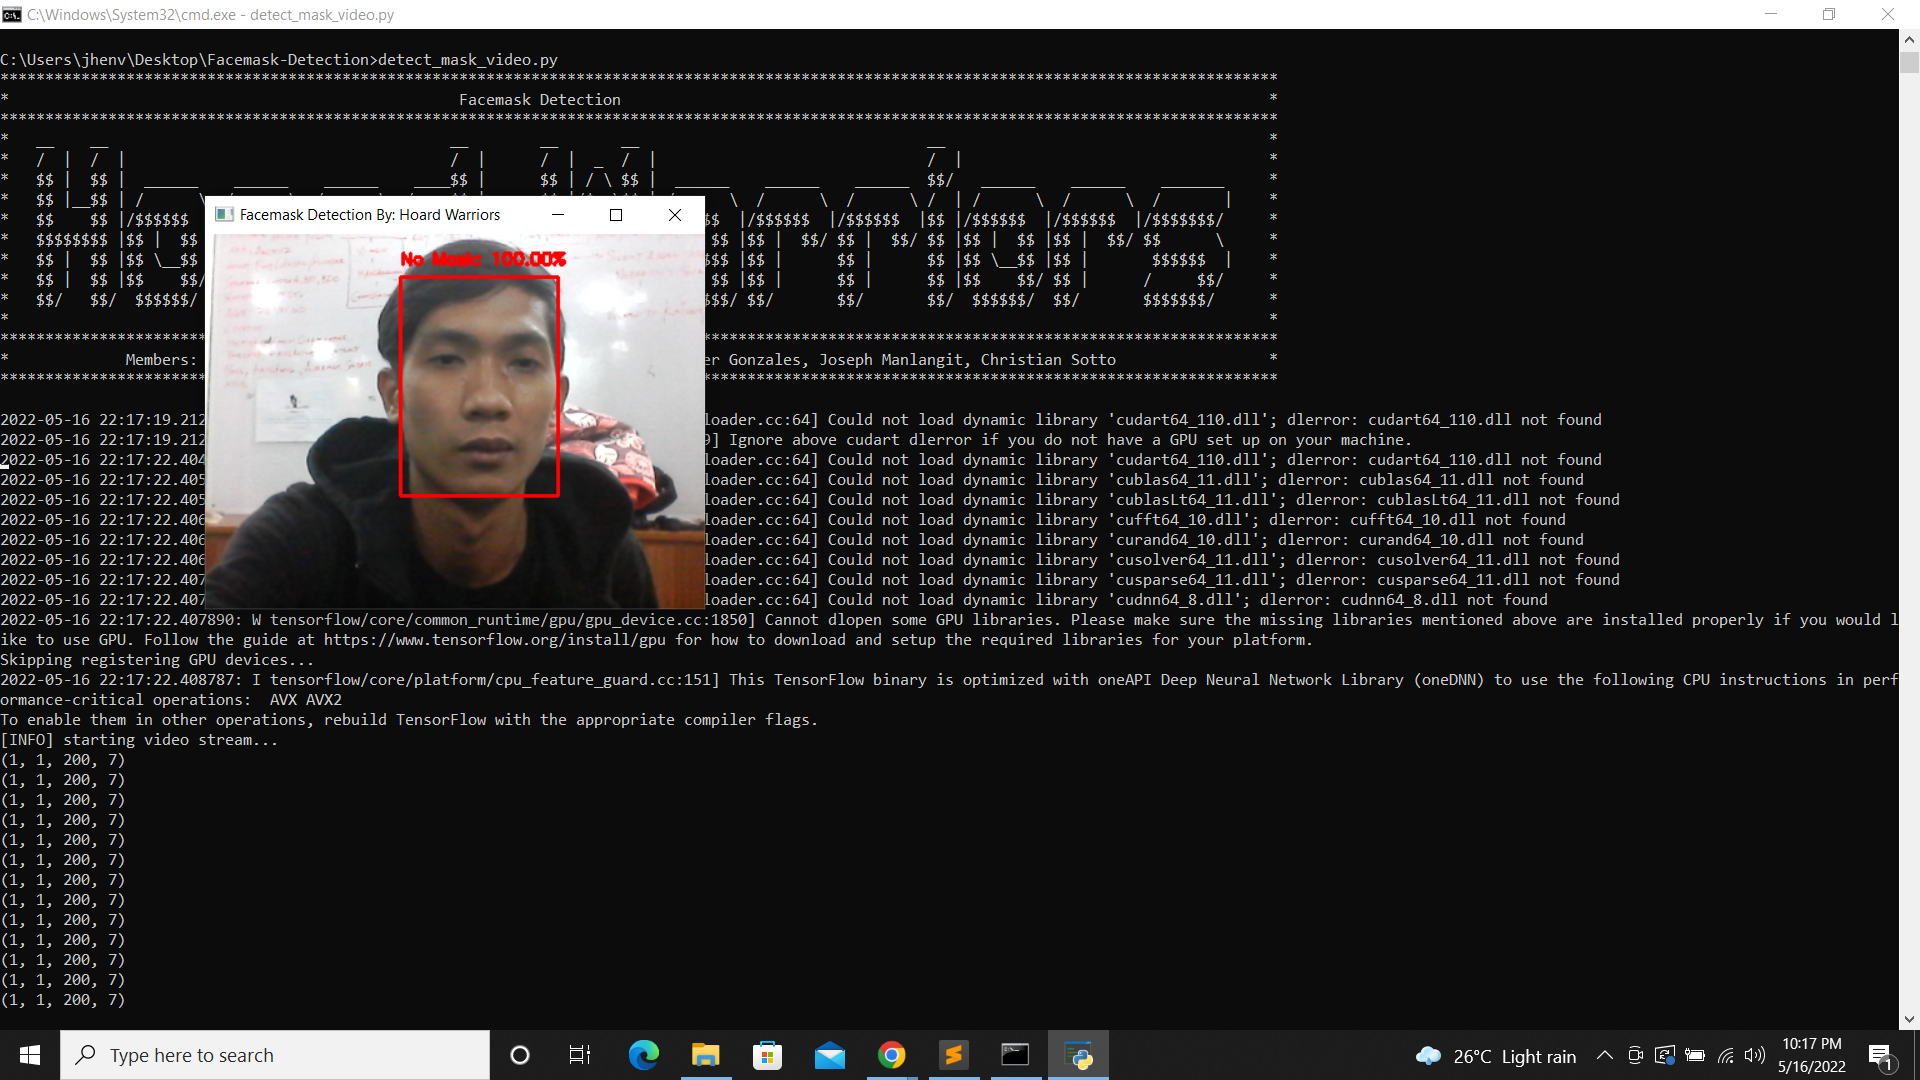 C:\Windows\System32\cmd.exe - detect_mask_video.py
C:\Users\jhenv\Desktop\Facemask-Detection>detect_mask_video.py
Facemask Detection
Hoard Warriors
Facemask Detection By: Hoard Warriors
No Mask: 100.00%
Members:
er Gonzales, Joseph Manlangit, Christian Sotto
2022-05-16 22:17:19.212 loader.cc:64] Could not load dynamic library 'cudart64_110.dll'; dlerror: cudart64_110.dll not found
2022-05-16 22:17:19.212 9] Ignore above cudart dlerror if you do not have a GPU set up on your machine.
2022-05-16 22:17:22.404 loader.cc:64] Could not load dynamic library 'cudart64_110.dll'; dlerror: cudart64_110.dll not found
2022-05-16 22:17:22.405 loader.cc:64] Could not load dynamic library 'cublas64_11.dll'; dlerror: cublas64_11.dll not found
2022-05-16 22:17:22.405 loader.cc:64] Could not load dynamic library 'cublasLt64_11.dll'; dlerror: cublasLt64_11.dll not found
2022-05-16 22:17:22.406 loader.cc:64] Could not load dynamic library 'cufft64_10.dll'; dlerror: cufft64_10.dll not found
2022-05-16 22:17:22.406 loader.cc:64] Could not load dynamic library 'curand64_10.dll'; dlerror: curand64_10.dll not found
2022-05-16 22:17:22.406 loader.cc:64] Could not load dynamic library 'cusolver64_11.dll'; dlerror: cusolver64_11.dll not found
2022-05-16 22:17:22.407 loader.cc:64] Could not load dynamic library 'cusparse64_11.dll'; dlerror: cusparse64_11.dll not found
2022-05-16 22:17:22.407 loader.cc:64] Could not load dynamic library 'cudnn64_8.dll'; dlerror: cudnn64_8.dll not found
2022-05-16 22:17:22.407890: W tensorflow/core/common_runtime/gpu/gpu_device.cc:1850] Cannot dlopen some GPU libraries. Please make sure the missing libraries mentioned above are installed properly if you would l
ike to use GPU. Follow the guide at https://www.tensorflow.org/install/gpu for how to download and setup the required libraries for your platform.
Skipping registering GPU devices...
2022-05-16 22:17:22.408787: I tensorflow/core/platform/cpu_feature_guard.cc:151] This TensorFlow binary is optimized with oneAPI Deep Neural Network Library (oneDNN) to use the following CPU instructions in perf
ormance-critical operations:  AVX AVX2
To enable them in other operations, rebuild TensorFlow with the appropriate compiler flags.
[INFO] starting video stream...
(1, 1, 200, 7)
(1, 1, 200, 7)
(1, 1, 200, 7)
(1, 1, 200, 7)
(1, 1, 200, 7)
(1, 1, 200, 7)
(1, 1, 200, 7)
(1, 1, 200, 7)
(1, 1, 200, 7)
(1, 1, 200, 7)
(1, 1, 200, 7)
(1, 1, 200, 7)
(1, 1, 200, 7)
Type here to search
26°C Light rain
10:17 PM
5/16/2022
1